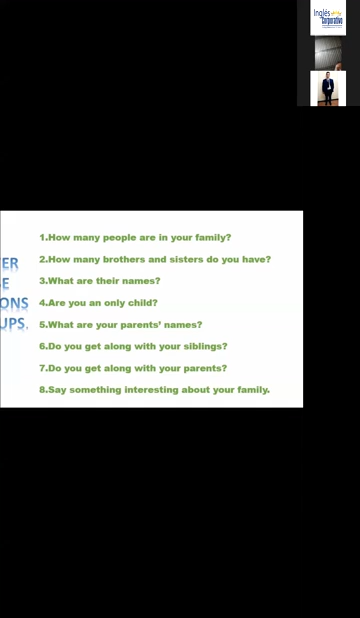 Inglés
Corporativo
ER
E
ONS
UPS.
1.How many people are in your family?
2.How many brothers and sisters do you have?
3.What are their names?
4.Are you an only child?
5.What are your parents' names?
6.Do you get along with your siblings?
7.Do you get along with your parents?
8.Say something interesting about your family.